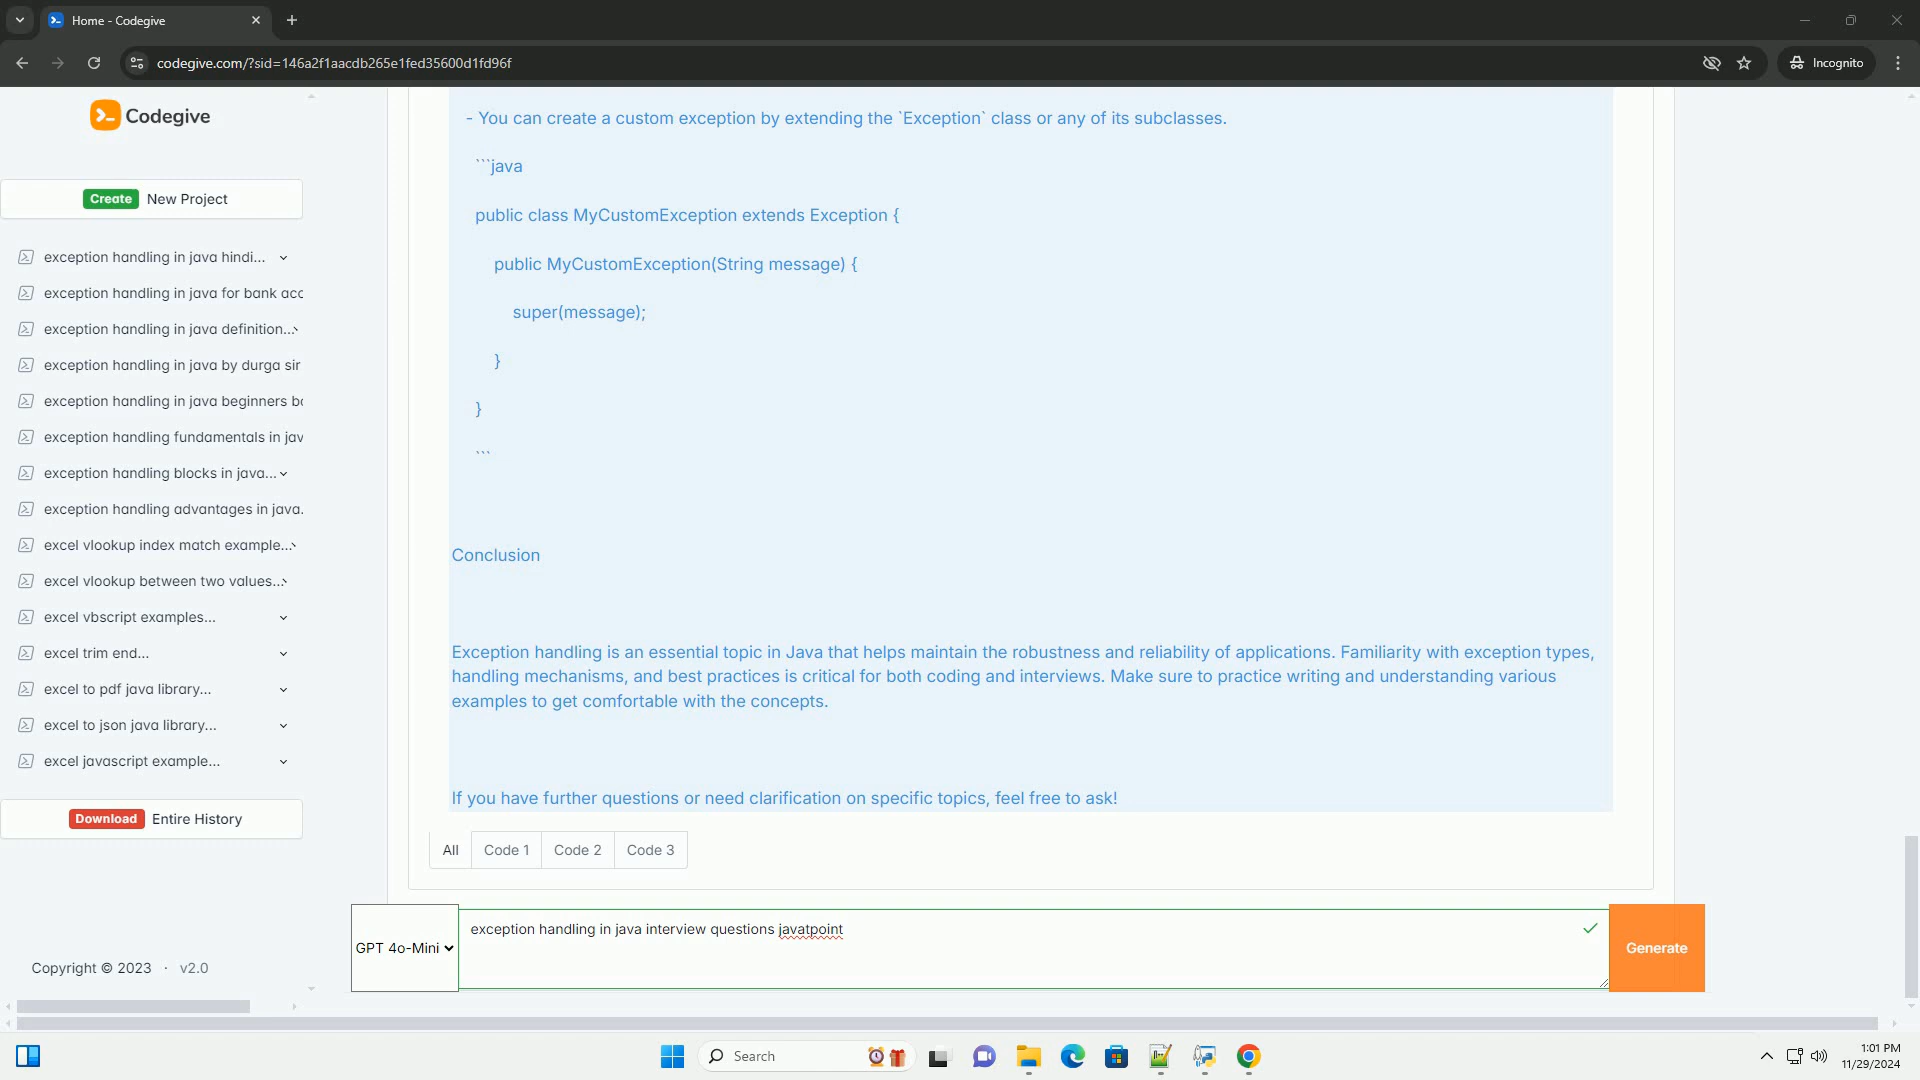 Home - Codegive
codegive.com/?sid=146a2f1aacdb265e1fed35600d1fd96f
Incognito
Codegive
Create New Project
exception handling in java hindi...
exception handling in java for bank acc
exception handling in java definition...
exception handling in java by durga sir
exception handling in java beginners bo
exception handling fundamentals in jav
exception handling blocks in java...
exception handling advantages in java.
excel vlookup index match example...
excel vlookup between two values...
excel vbscript examples...
excel trim end...
excel to pdf java library...
excel to json java library...
excel javascript example...
Download Entire History
Copyright © 2023 · v2.0
- You can create a custom exception by extending the `Exception` class or any of its subclasses.
```java
public class MyCustomException extends Exception {
public MyCustomException(String message) {
super(message);
}
}
```
Conclusion
Exception handling is an essential topic in Java that helps maintain the robustness and reliability of applications. Familiarity with exception types,
handling mechanisms, and best practices is critical for both coding and interviews. Make sure to practice writing and understanding various
examples to get comfortable with the concepts.
If you have further questions or need clarification on specific topics, feel free to ask!
All Code 1 Code 2 Code 3
GPT 4o-Mini
exception handling in java interview questions javatpoint
Generate
Search
1:01 PM
11/29/2024